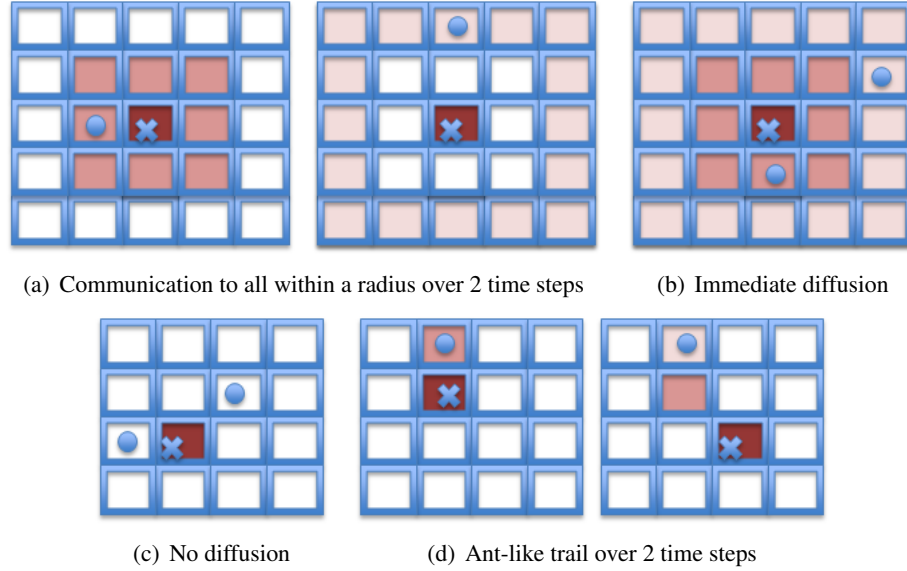 (a) Communication to all within a radius over 2 time steps
(b) Immediate diffusion
(c) No diffusion
(d) Ant-like trail over 2 time steps